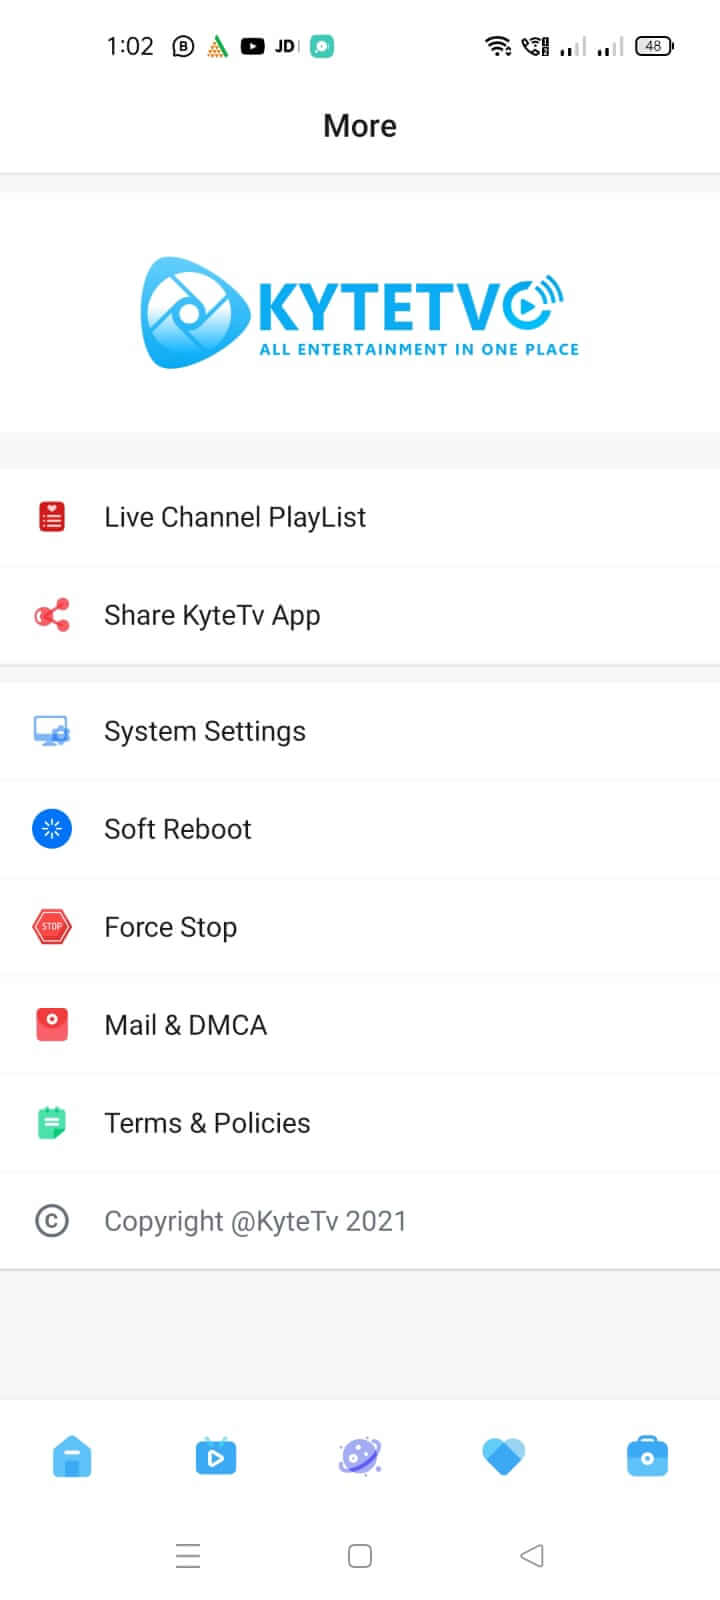 1:02 B JD 48
More
KYTETV
ALL ENTERTAINMENT IN ONE PLACE
Live Channel PlayList
Share KyteTv App
System Settings
Soft Reboot
STOP Force Stop
Mail & DMCA
Terms & Policies
© Copyright @KyteTv 2021